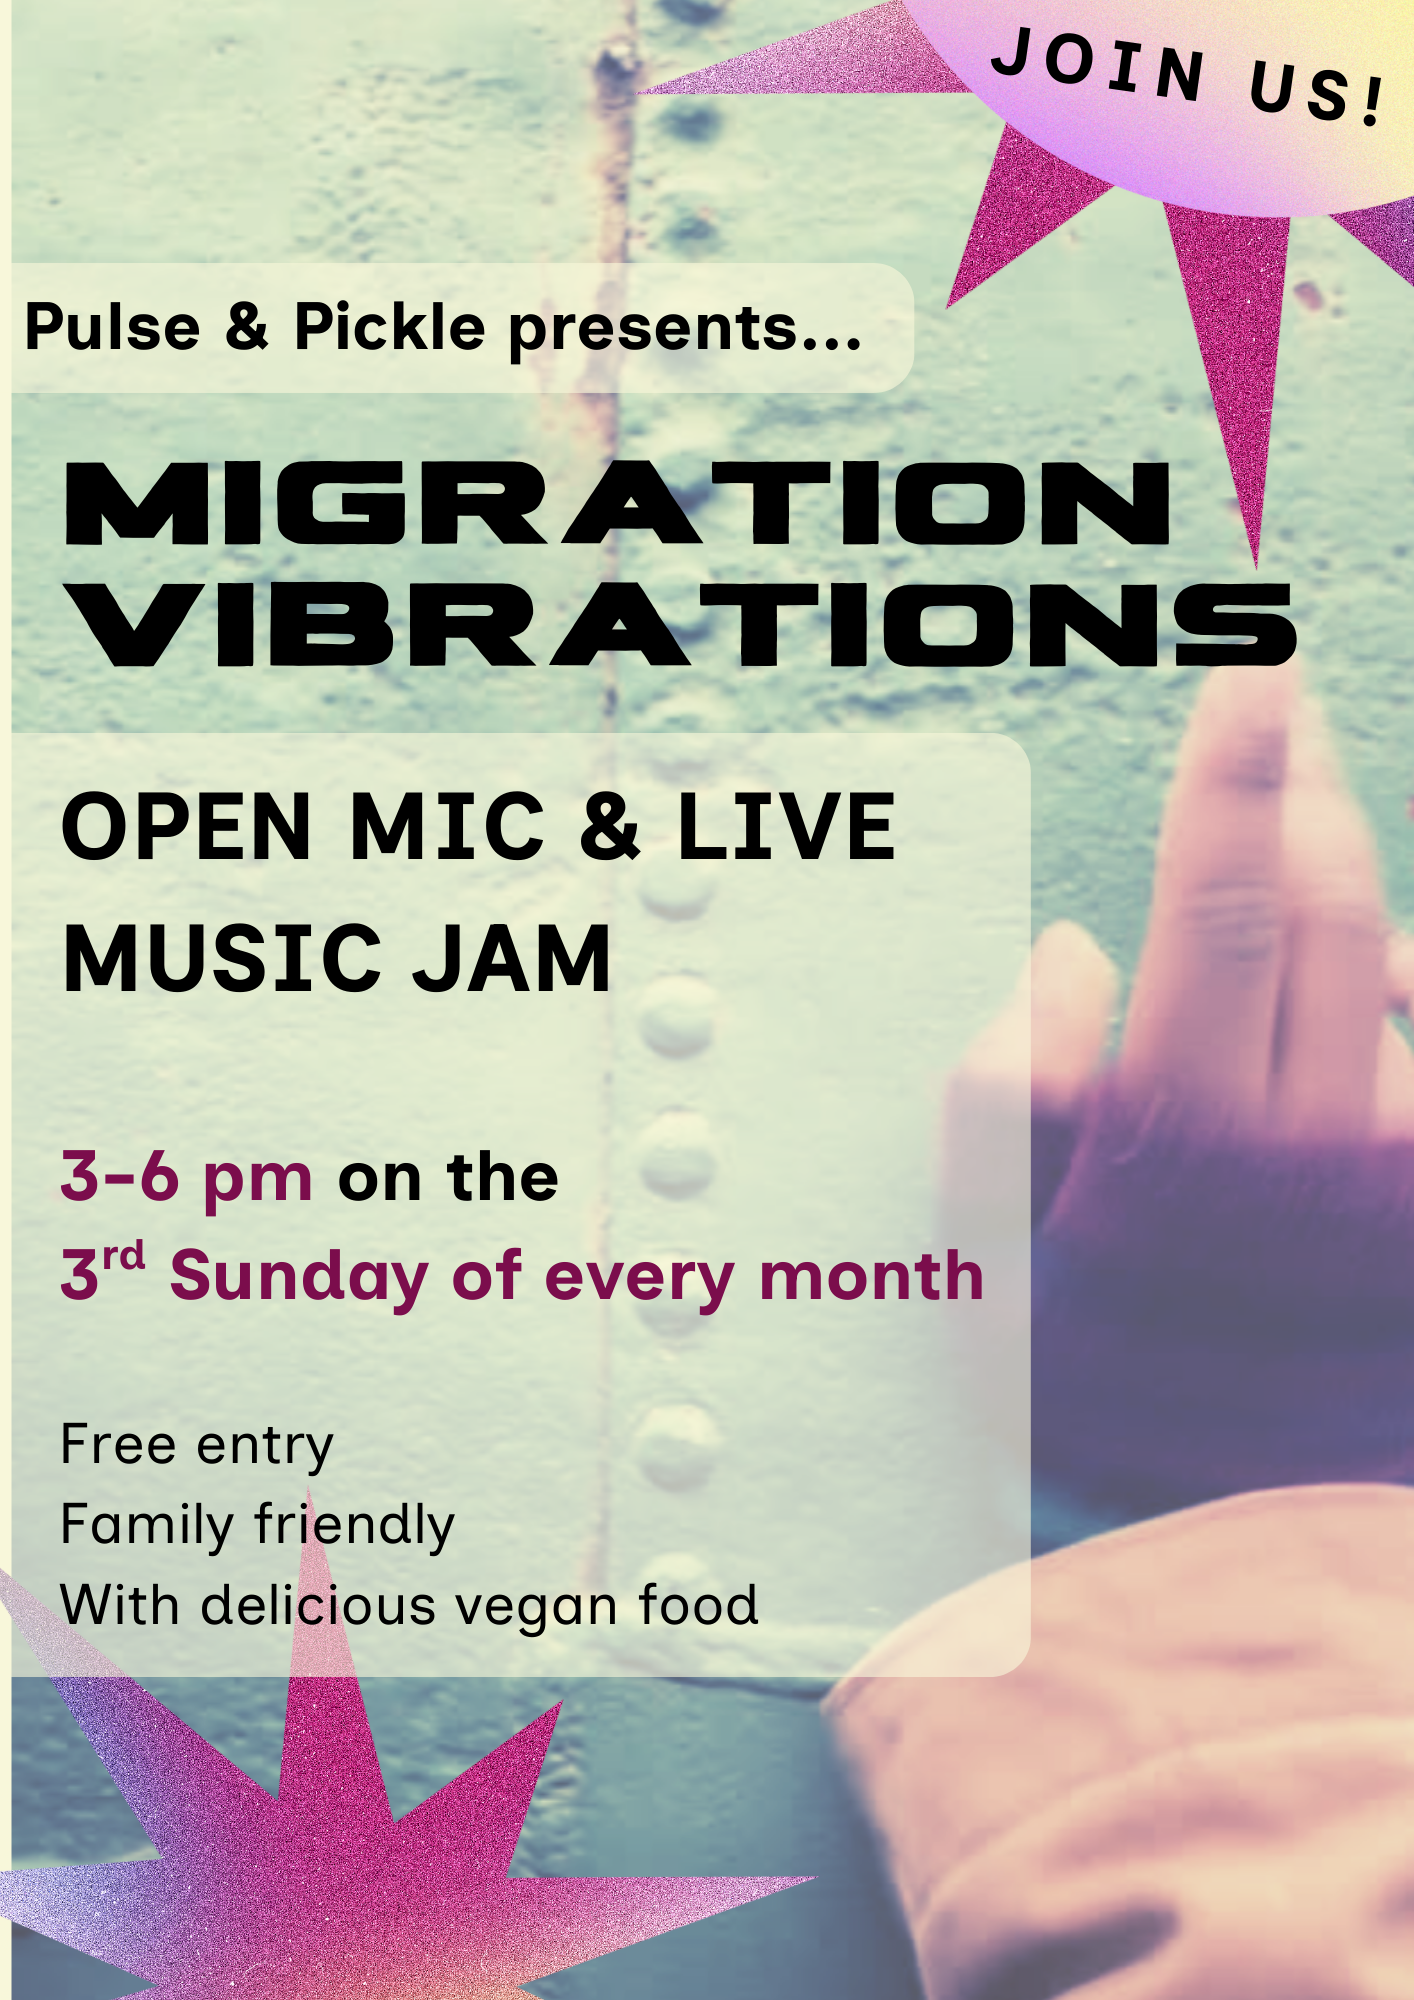 JOIN US!
Pulse & Pickle presents...
MIGRATION
VIBRATIONS
OPEN MIC & LIVE
MUSIC JAM
3-6 pm on the
3rd Sunday of every month
Free entry
Family friendly
With delicious vegan food